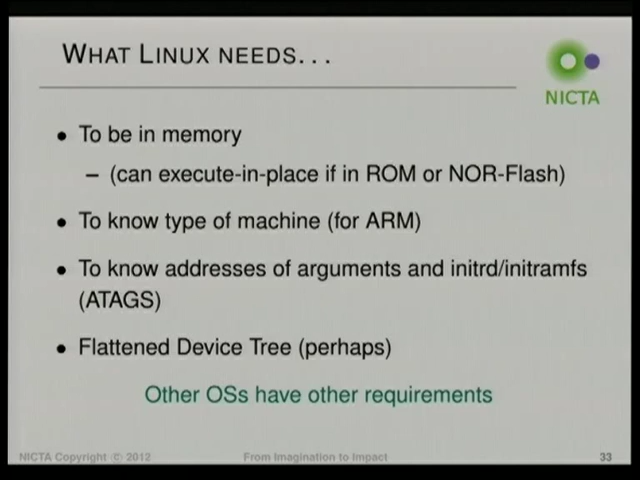 WHAT LINUX NEEDS...
NICTA
• To be in memory
– (can execute-in-place if in ROM or NOR-Flash)
• To know type of machine (for ARM)
• To know addresses of arguments and initrd/initramfs
(ATAGS)
• Flattened Device Tree (perhaps)
Other OSs have other requirements
NICTA Copyright © 2012
From Imagination to Impact
33